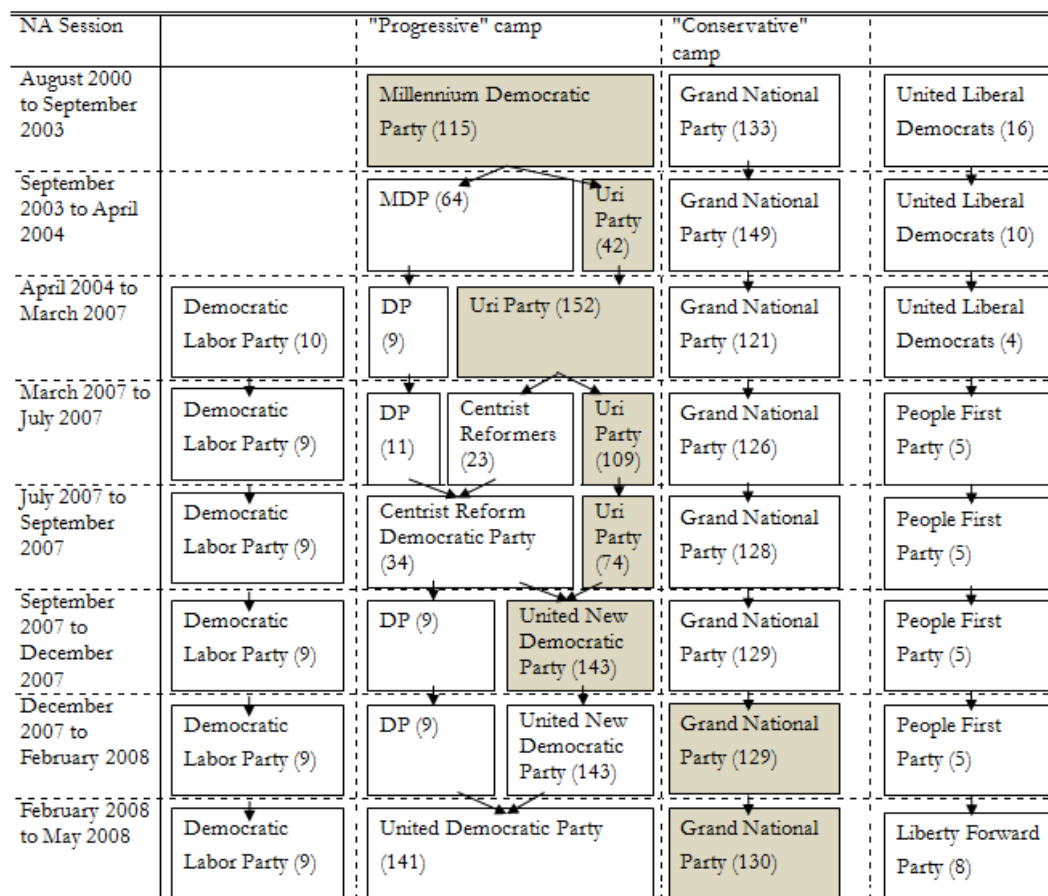 NA Session
"Progressive" camp
"Conservative"
camp
August 2000
to September
2003
Millennium Democratic
Party (115)
Grand National
Party (133)
United Liberal
Democrats (16)
September
2003 to April
2004
MDP (64)
Uri
Party
(42)
Grand National
Party (149)
United Liberal
Democrats (10)
April 2004 to
March 2007
Democratic
Labor Party (10)
DP
(9)
Uri Party (152)
Grand National
Party (121)
United Liberal
Democrats (4)
March 2007 to
July 2007
Democratic
Labor Party (9)
DP
(11)
Centrist
Reformers
(23)
Uri
Party
(109)
Grand National
Party (126)
People First
Party (5)
July 2007 to
September
2007
Democratic
Labor Party (9)
Centrist Reform
Democratic Party
(34)
Uri
Party
(74)
Grand National
Party (128)
People First
Party (5)
September
2007 to
December
2007
Democratic
Labor Party (9)
DP (9)
United New
Democratic
Party (143)
Grand National
Party (129)
People First
Party (5)
December
2007 to
February 2008
Democratic
Labor Party (9)
DP (9)
United New
Democratic
Party (143)
Grand National
Party (129)
People First
Party (5)
February 2008
to May 2008
Democratic
Labor Party (9)
United Democratic Party
(141)
Grand National
Party (130)
Liberty Forward
Party (8)